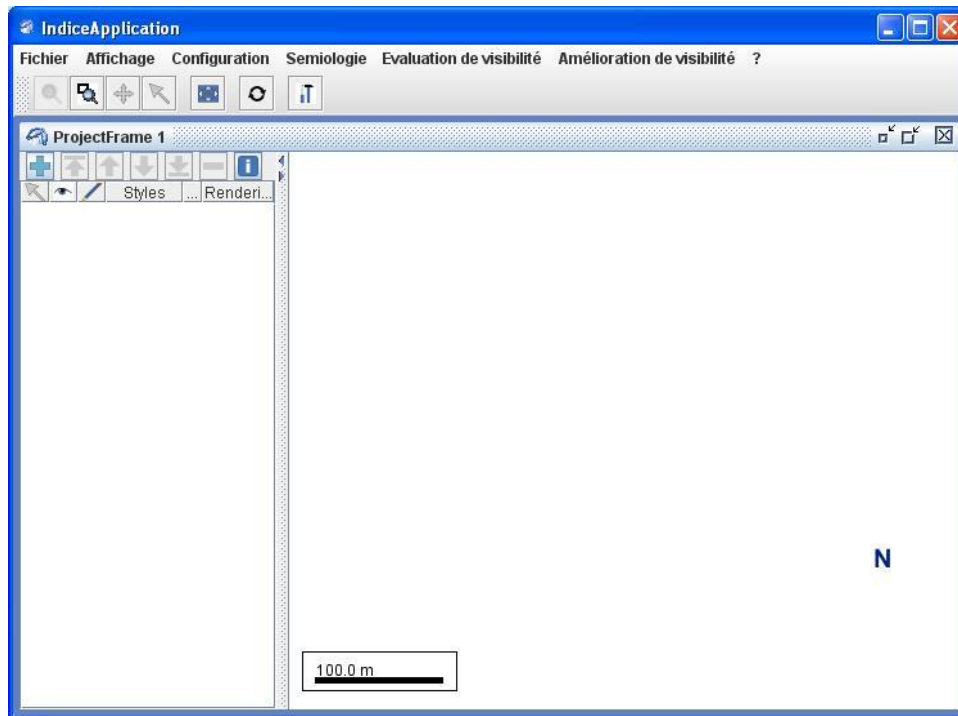 IndiceApplication
Fichier Affichage Configuration Semiologie Evaluation de visibilité Amélioration de visibilité ?
ProjectFrame 1
Styles ... Renderi...
N
100.0 m